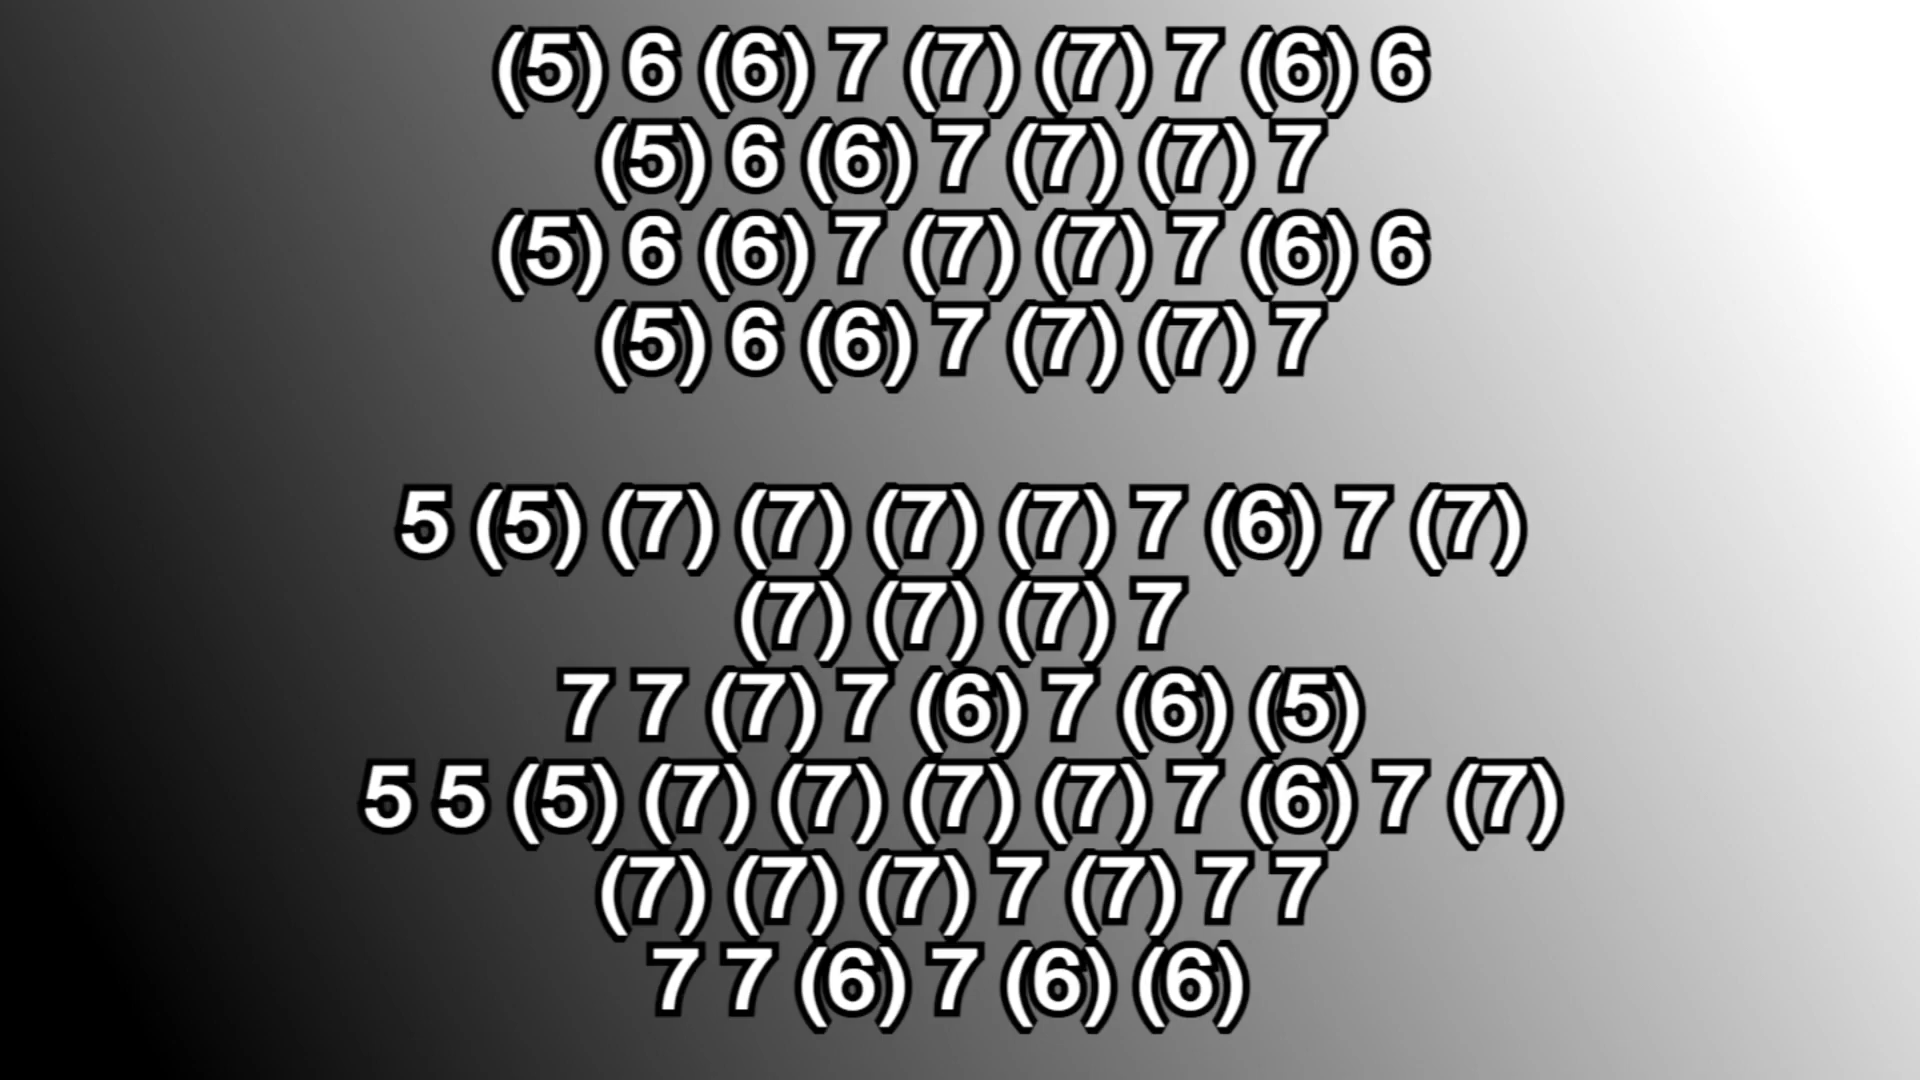 (5) 6 (6) 7 (7) (7) 7 (6) 6
(5) 6 (6) 7 (7) (7) 7
(5) 6 (6) 7 (7) (7) 7 (6) 6
(5) 6 (6) 7 (7) (7) 7
5 (5) (7) (7) (7) (7) 7 (6) 7 (7)
(7) (7) (7) 7
7 7 (7) 7 (6) 7 (6) (5)
5 5 (5) (7) (7) (7) (7) 7 (6) 7 (7)
(7) (7) (7) 7 (7) 7 7
7 7 (6) 7 (6) (6)